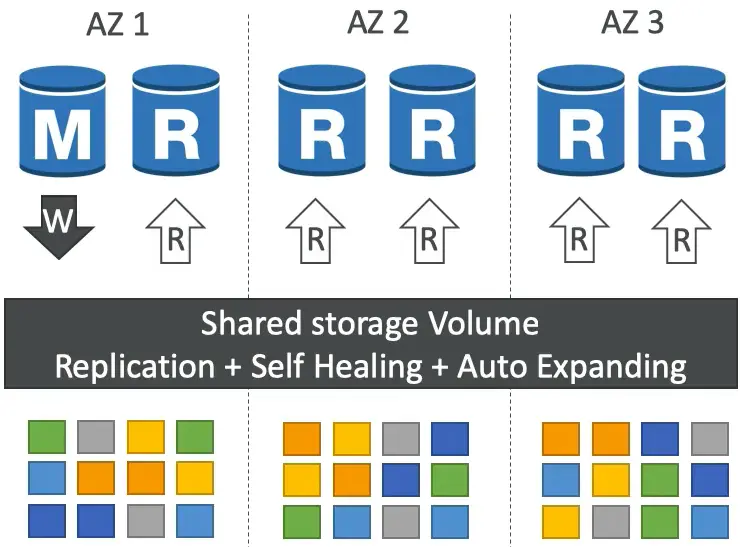 AZ 1 AZ 2 AZ 3
M R R R R R
W R R R R R
Shared storage Volume
Replication + Self Healing + Auto Expanding